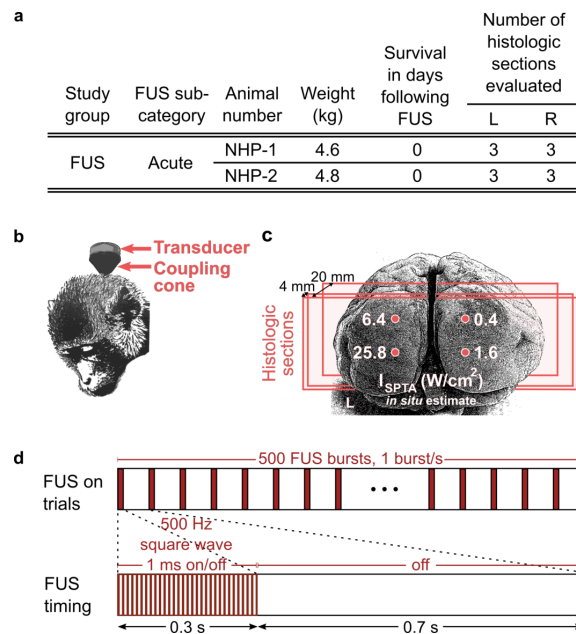 a
Study group
FUS sub-category
Animal number
Weight (kg)
Survival in days following FUS
Number of histologic sections evaluated
L
R
FUS
Acute
NHP-1
4.6
0
3
3
NHP-2
4.8
0
3
3
b
Transducer
Coupling
cone
c
20 mm
4 mm
Histologic
sections
6.4
0.4
25.8
1.6
I SPTA (W/cm²)
in situ estimate
L
d
500 FUS bursts, 1 burst/s
FUS on
trials
...
500 Hz
square wave
1 ms on/off
off
FUS
timing
0.3 s
0.7 s